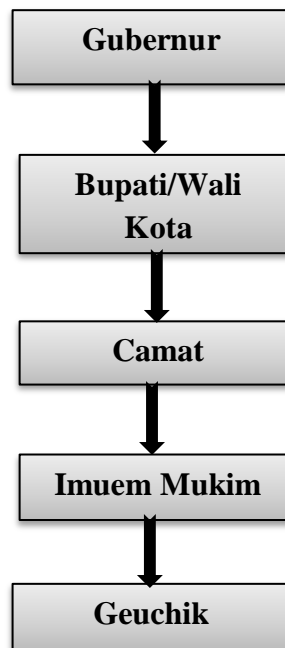 Gubernur
Bupati/Wali
Kota
Camat
Imuem Mukim
Geuchik